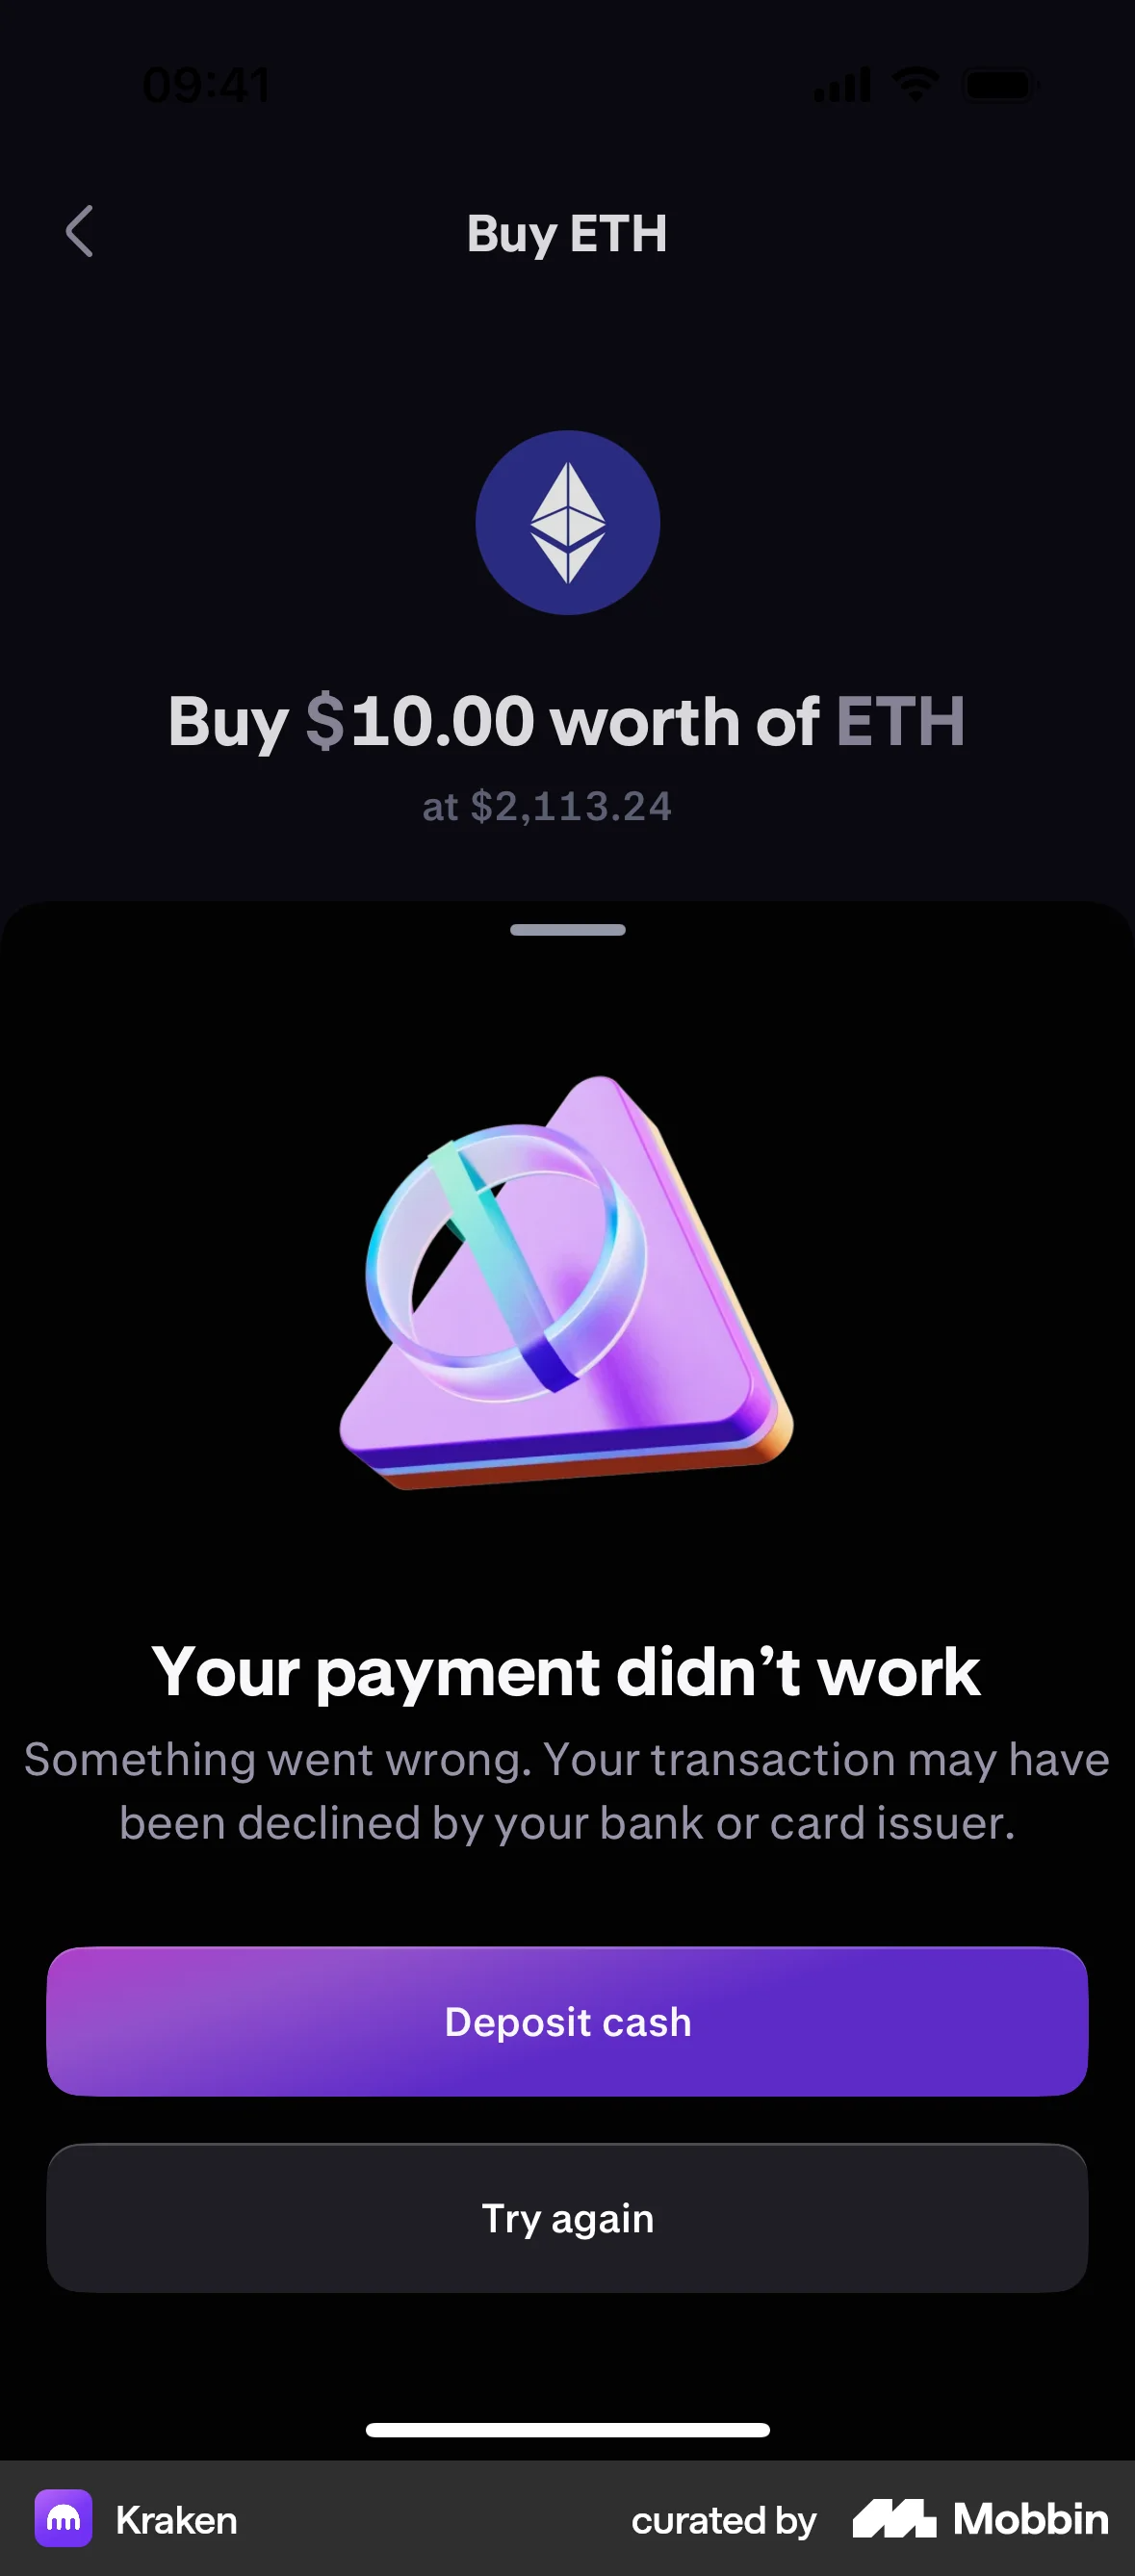 09:41
Buy ETH
Buy $10.00 worth of ETH
at $2,113.24
Your payment didn’t work
Something went wrong. Your transaction may have
been declined by your bank or card issuer.
Deposit cash
Try again
Kraken
curated by Mobbin